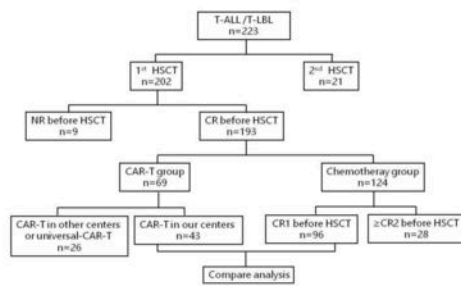 T-ALL/T-LBL
n=223
1st HSCT
n=202
2nd HSCT
n=21
NR before HSCT
n=9
CR before HSCT
n=193
CAR-T group
n=69
Chemotheray group
n=124
CAR-T in other centers
or universal-CAR-T
n=26
CAR-T in our centers
n=43
CR1 before HSCT
n=96
≥CR2 before HSCT
n=28
Compare analysis